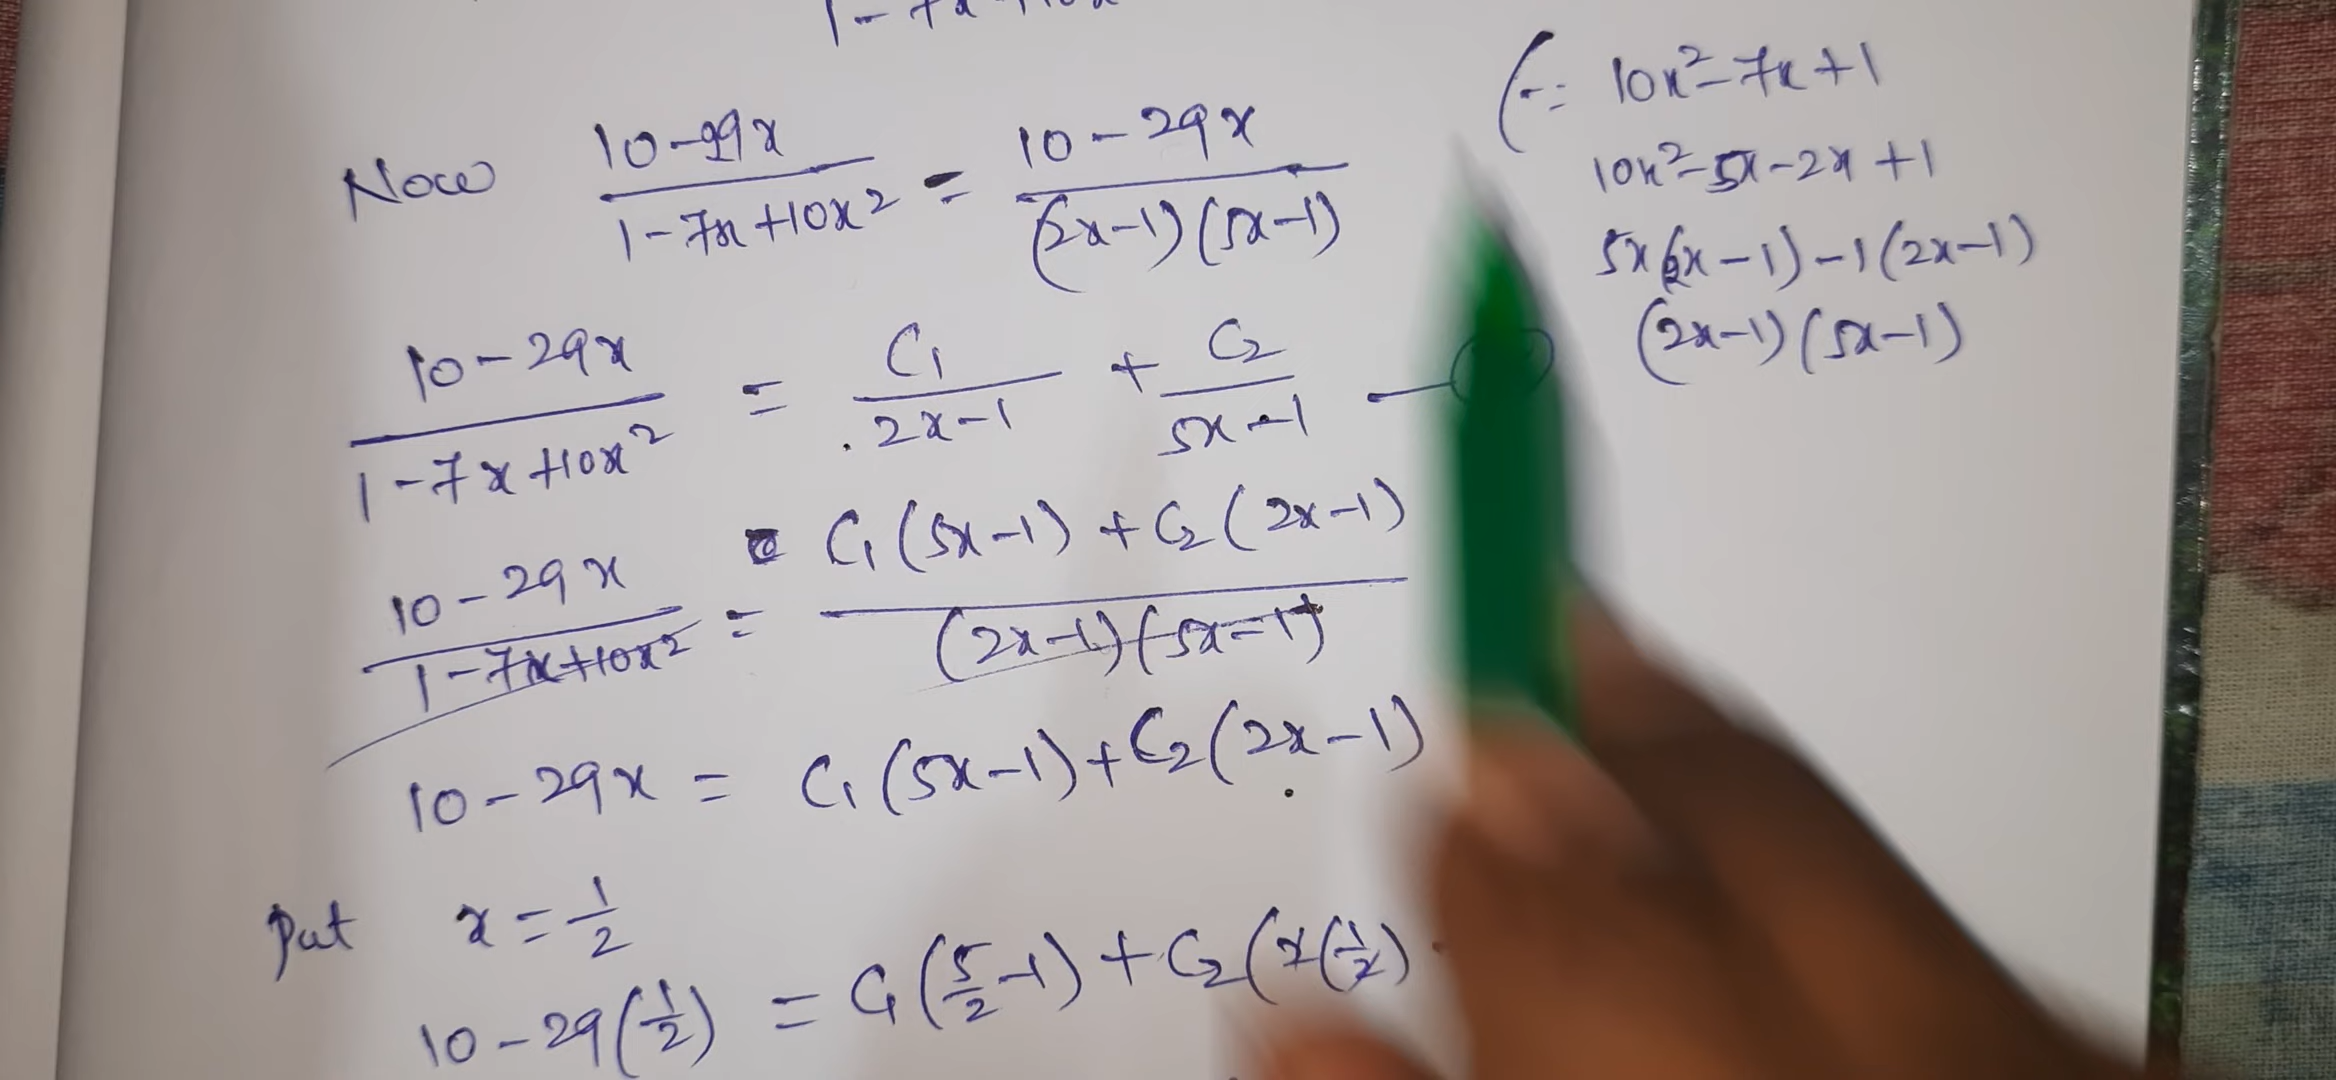 Now 10-29x / 1-7x+10x² = 10-29x / (2x-1)(5x-1)
(∵ 10x²-7x+1
10x²-5x-2x+1
5x(2x-1)-1(2x-1)
(2x-1)(5x-1)
10-29x / 1-7x+10x² = C₁ / 2x-1 + C₂ / 5x-1
10-29x / 1-7x+10x² = C₁(5x-1)+C₂(2x-1) / (2x-1)(5x-1)
10-29x = C₁(5x-1)+C₂(2x-1)
Put x=1/2
10-29(1/2) = C₁(5/2-1)+C₂(2(1/2)